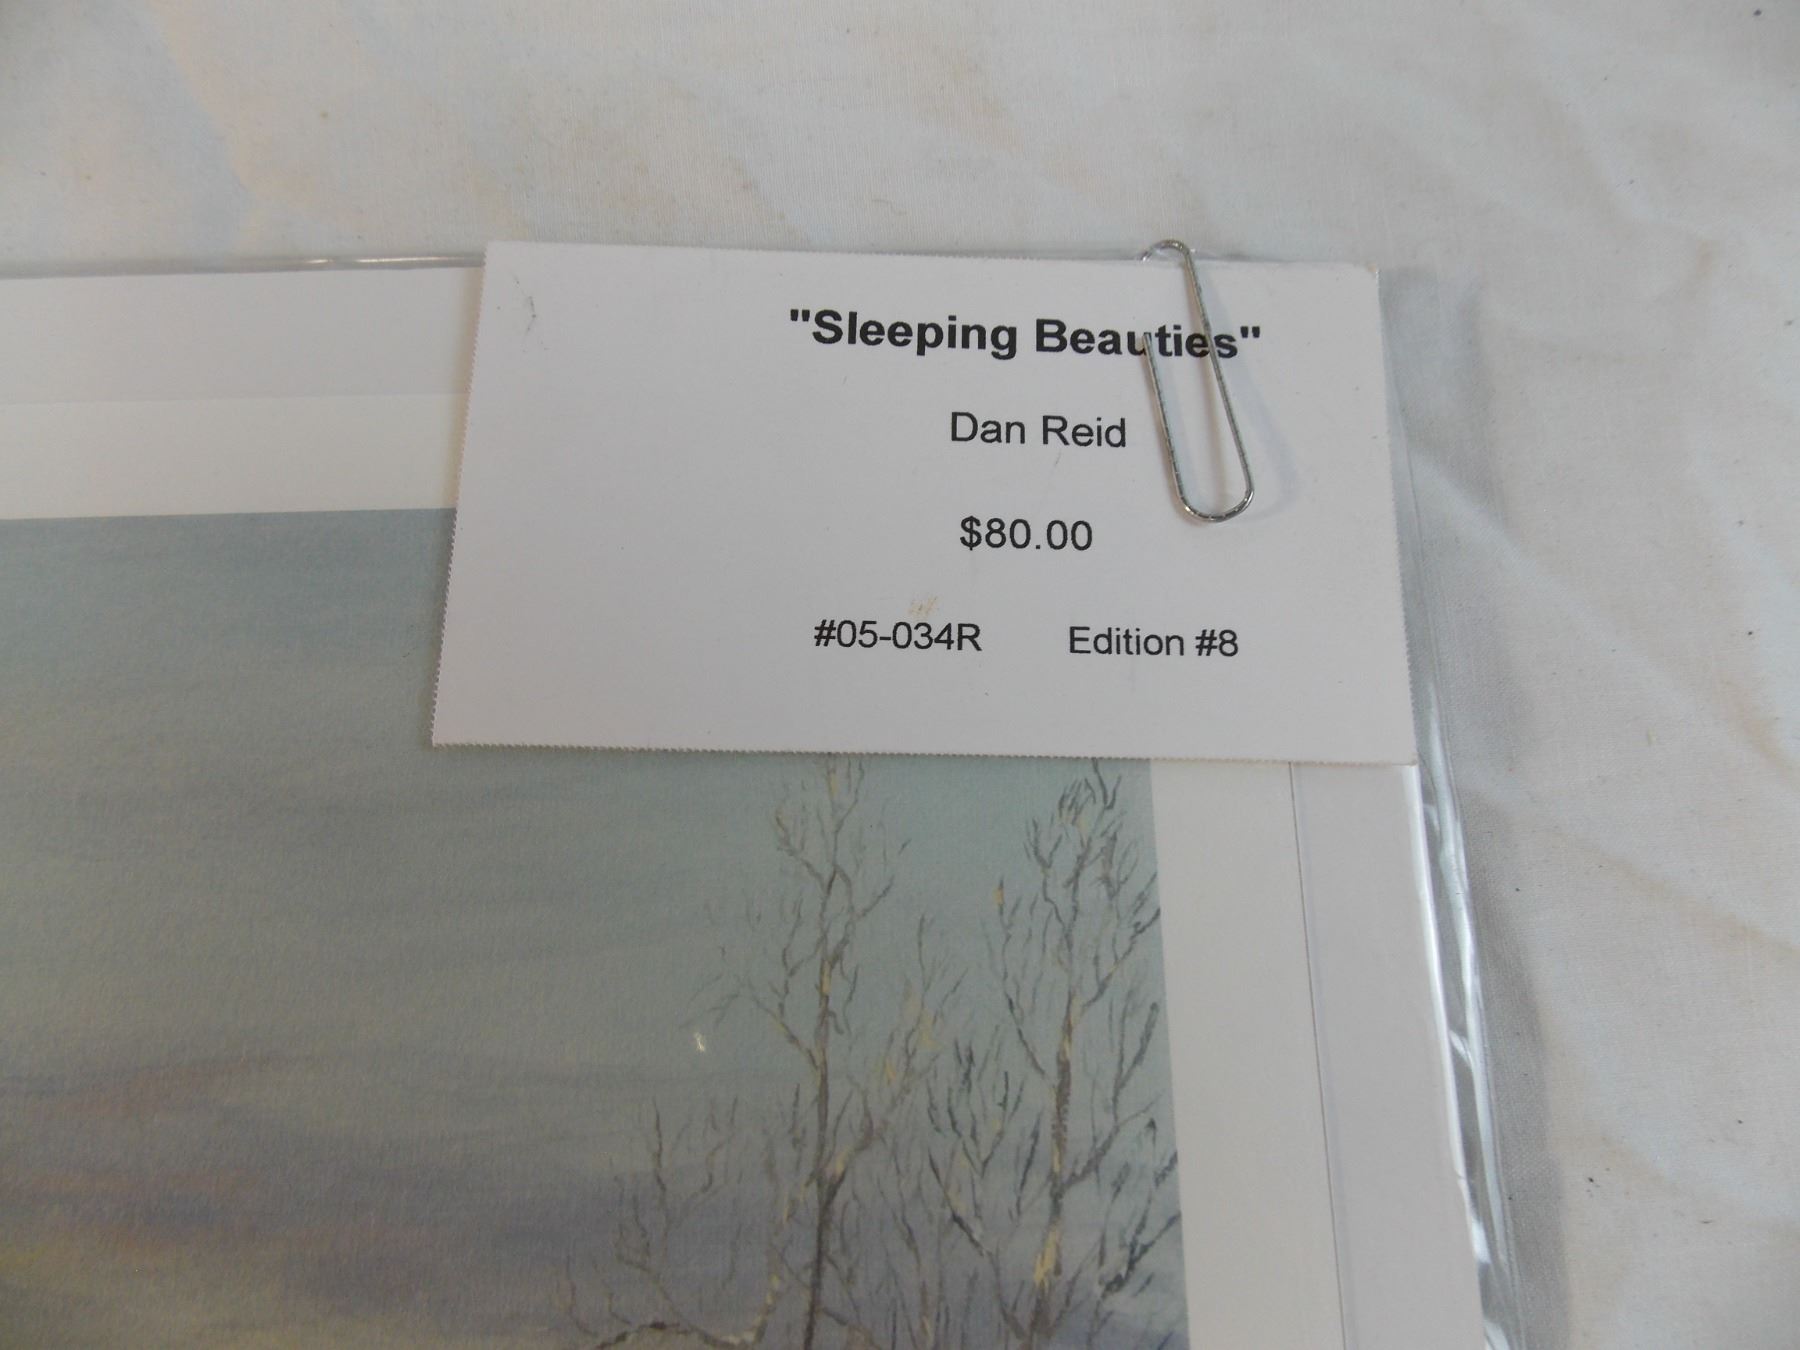 "Sleeping Beauties"
Dan Reid
$80.00
#05-034R Edition #8